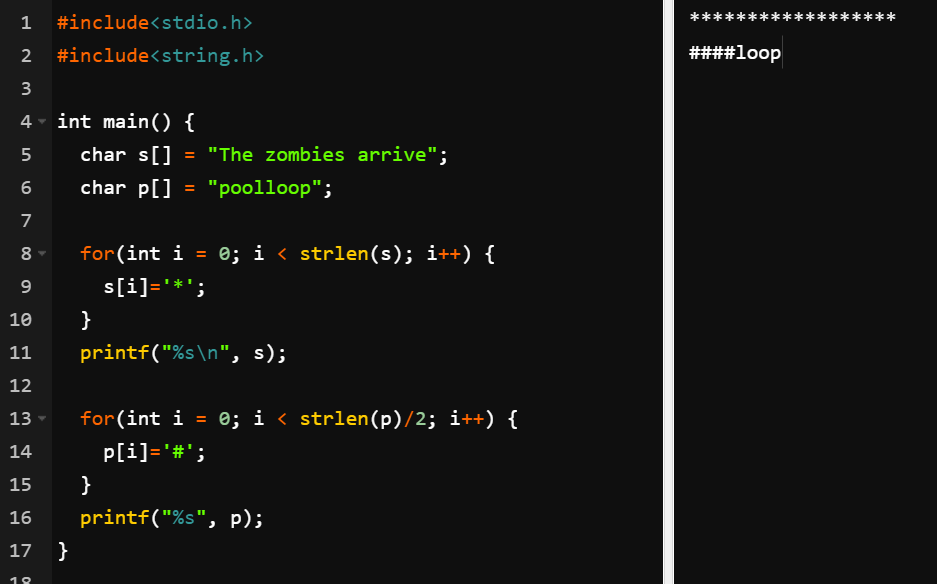 1 #include<stdio.h>
2 #include<string.h>
3
4 int main() {
5   char s[] = "The zombies arrive";
6   char p[] = "poolloop";
7
8   for(int i = 0; i < strlen(s); i++) {
9     s[i]='*';
10   }
11   printf("%s\n", s);
12
13   for(int i = 0; i < strlen(p)/2; i++) {
14     p[i]='#';
15   }
16   printf("%s", p);
17 }
18
******************
####loop